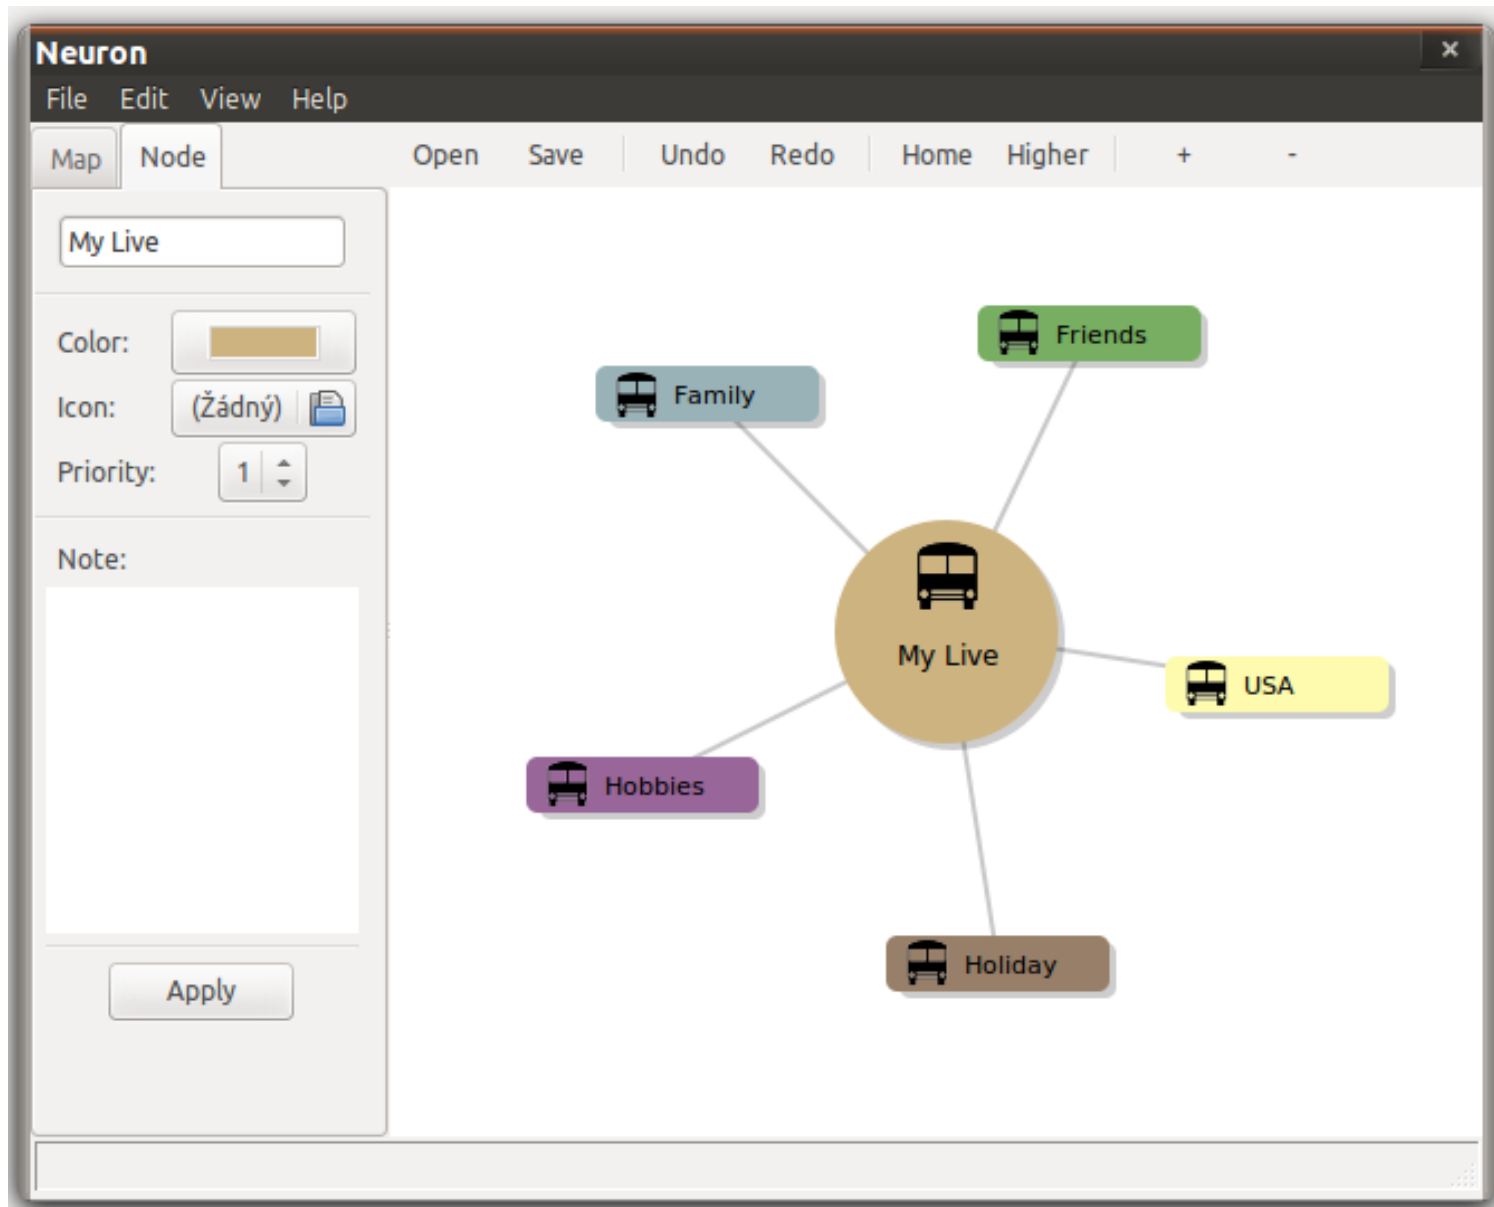 Neuron
File Edit View Help
Map Node Open Save Undo Redo Home Higher + -
My Live
Color:
Icon: (Žádný)
Priority: 1
Note:
Apply
Friends
Family
My Live
USA
Hobbies
Holiday